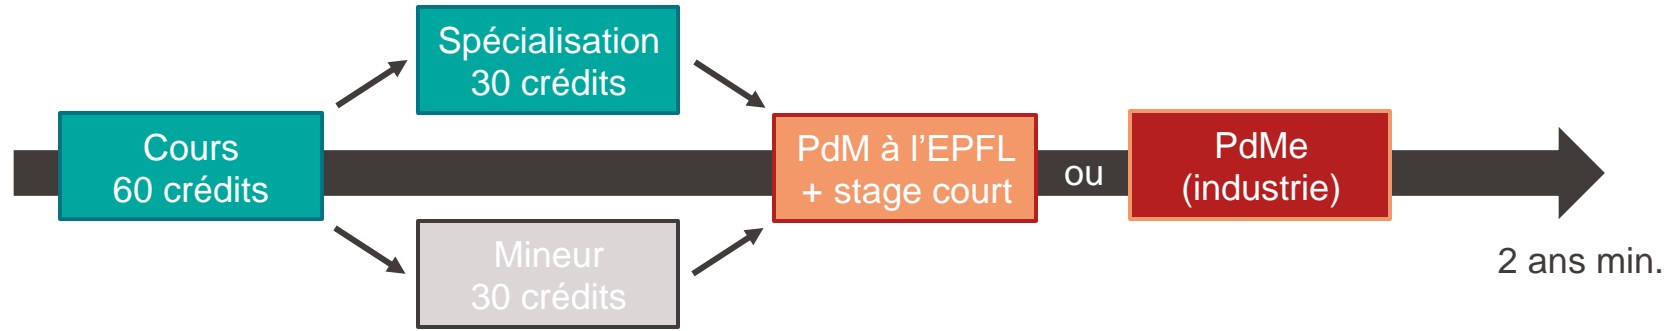 Spécialisation
30 crédits
Cours
60 crédits
PdM à l'EPFL
+ stage court
ou
PdMe
(industrie)
Mineur
30 crédits
2 ans min.